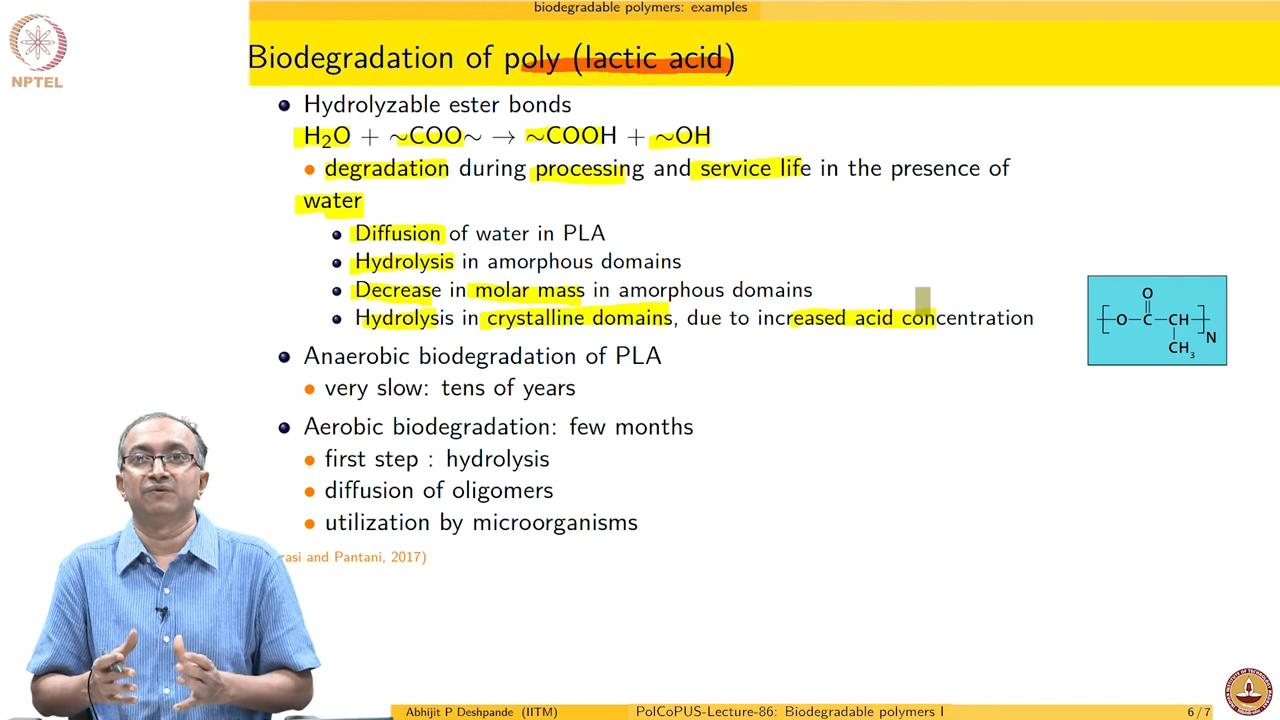 biodegradable polymers: examples
NPTEL
Biodegradation of poly (lactic acid)
Hydrolyzable ester bonds
H₂O + ~COO~ → ~COOH + ~OH
degradation during processing and service life in the presence of
water
Diffusion of water in PLA
Hydrolysis in amorphous domains
Decrease in molar mass in amorphous domains
Hydrolysis in crystalline domains, due to increased acid concentration
O
O C CH
N
CH₃
Anaerobic biodegradation of PLA
very slow: tens of years
Aerobic biodegradation: few months
first step : hydrolysis
diffusion of oligomers
utilization by microorganisms
and Pantani, 2017)
Abhijit P Deshpande (IITM) PolCoPUS-Lecture-86: Biodegradable polymers I 6 / 7